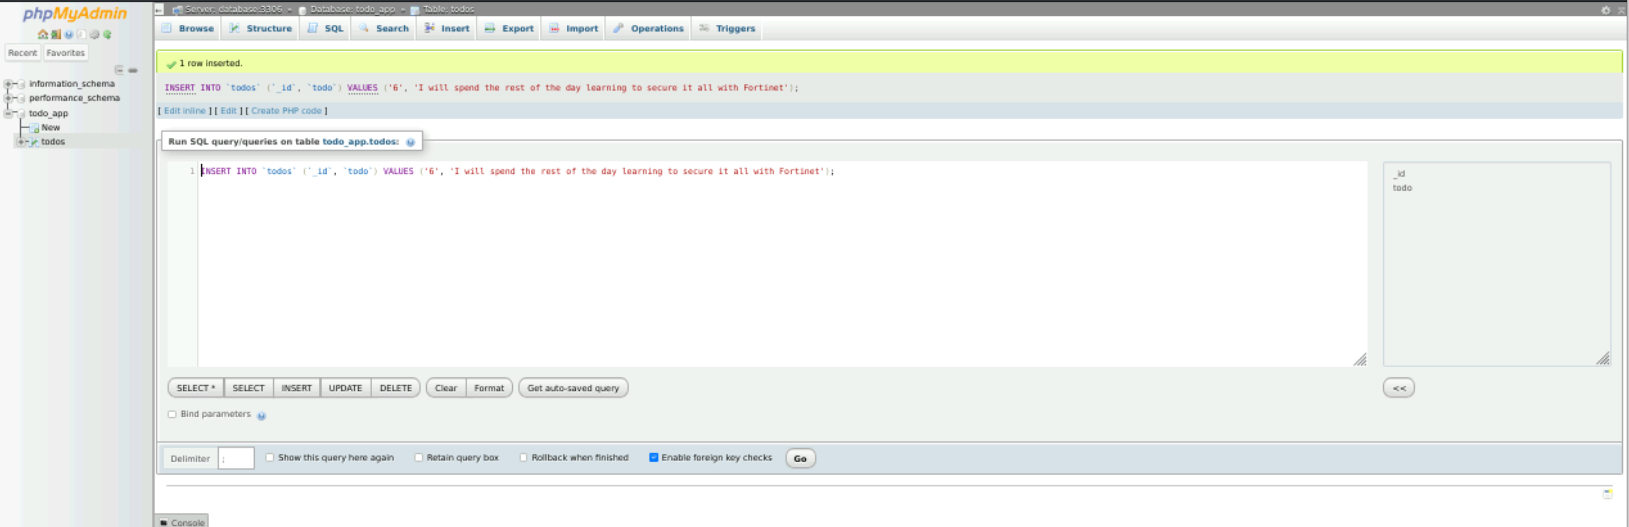 phpMyAdmin
Recent Favorites
information_schema
performance_schema
todo_app
New
todos
Server: database:3306 » Database: todo_app » Table: todos
Browse Structure SQL Search Insert Export Import Operations Triggers
1 row inserted.
INSERT INTO `todos` (`_id`, `todo`) VALUES ('6', 'I will spend the rest of the day learning to secure it all with Fortinet');
[ Edit inline ] [ Edit ] [ Create PHP code ]
Run SQL query/queries on table todo_app.todos:
1 INSERT INTO `todos` (`_id`, `todo`) VALUES ('6', 'I will spend the rest of the day learning to secure it all with Fortinet');
_id
todo
SELECT * SELECT INSERT UPDATE DELETE Clear Format Get auto-saved query <<
Bind parameters
Delimiter ; Show this query here again Retain query box Rollback when finished Enable foreign key checks Go
Console